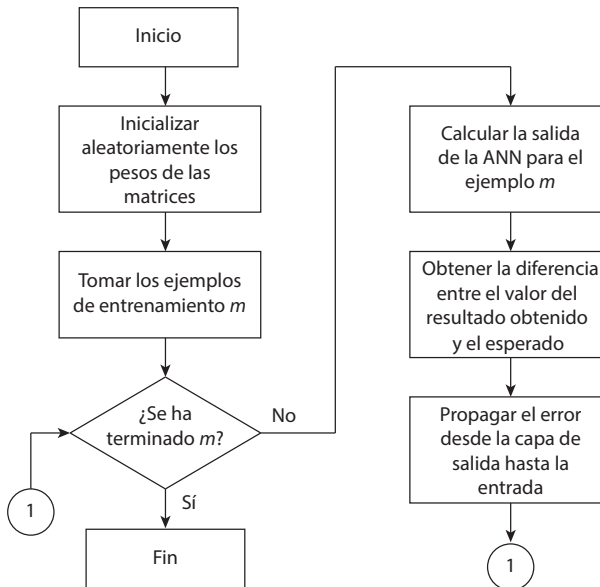 Inicio
Inicializar
aleatoriamente los
pesos de las
matrices
Tomar los ejemplos
de entrenamiento m
¿Se ha
terminado m?
No
Sí
1
Fin
Calcular la salida
de la ANN para el
ejemplo m
Obtener la diferencia
entre el valor del
resultado obtenido
y el esperado
Propagar el error
desde la capa de
salida hasta la
entrada
1